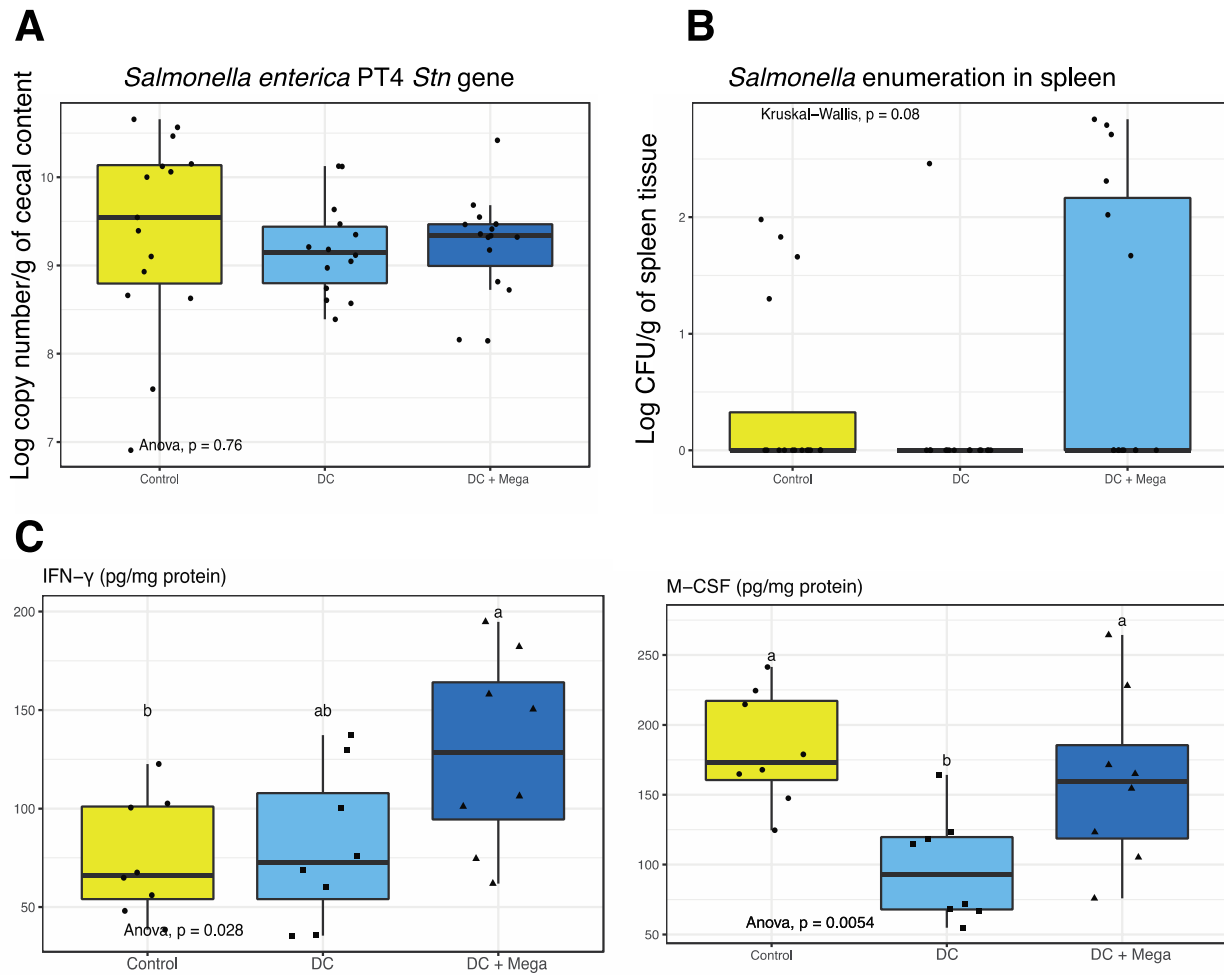 A
B
Salmonella enterica PT4 Stn gene
Salmonella enumeration in spleen
Log copy number/g of cecal content
10
9
8
7
Anova, p = 0.76
Control
DC
DC + Mega
Log CFU/g of spleen tissue
Kruskal−Wallis, p = 0.08
2
1
0
Control
DC
DC + Mega
C
IFN−γ (pg/mg protein)
200
150
100
50
b
ab
a
Anova, p = 0.028
Control
DC
DC + Mega
M−CSF (pg/mg protein)
250
200
150
100
50
a
b
a
Anova, p = 0.0054
Control
DC
DC + Mega